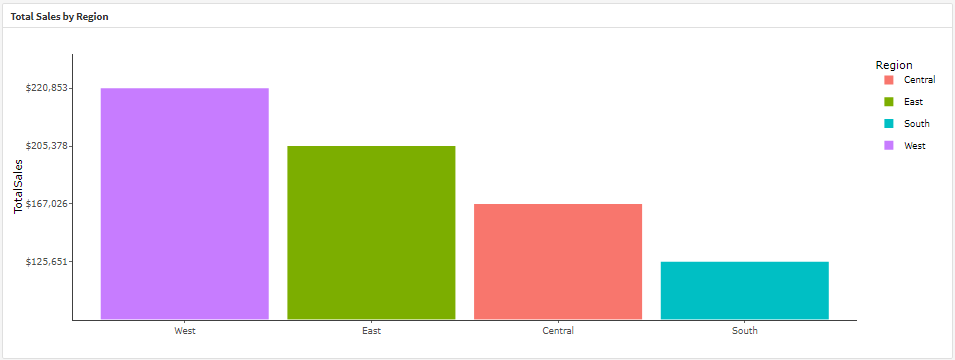 Total Sales by Region
TotalSales
$220,853
$205,378
$167,026
$125,651
West
East
Central
South
Region
Central
East
South
West